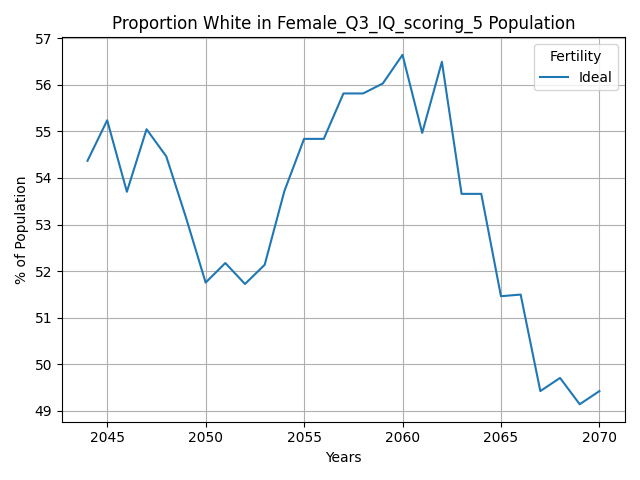 Proportion White in Female_Q3_IQ_scoring_5 Population
57
56
55
54
53
52
51
50
49
% of Population
Fertility
Ideal
2045 2050 2055 2060 2065 2070
Years